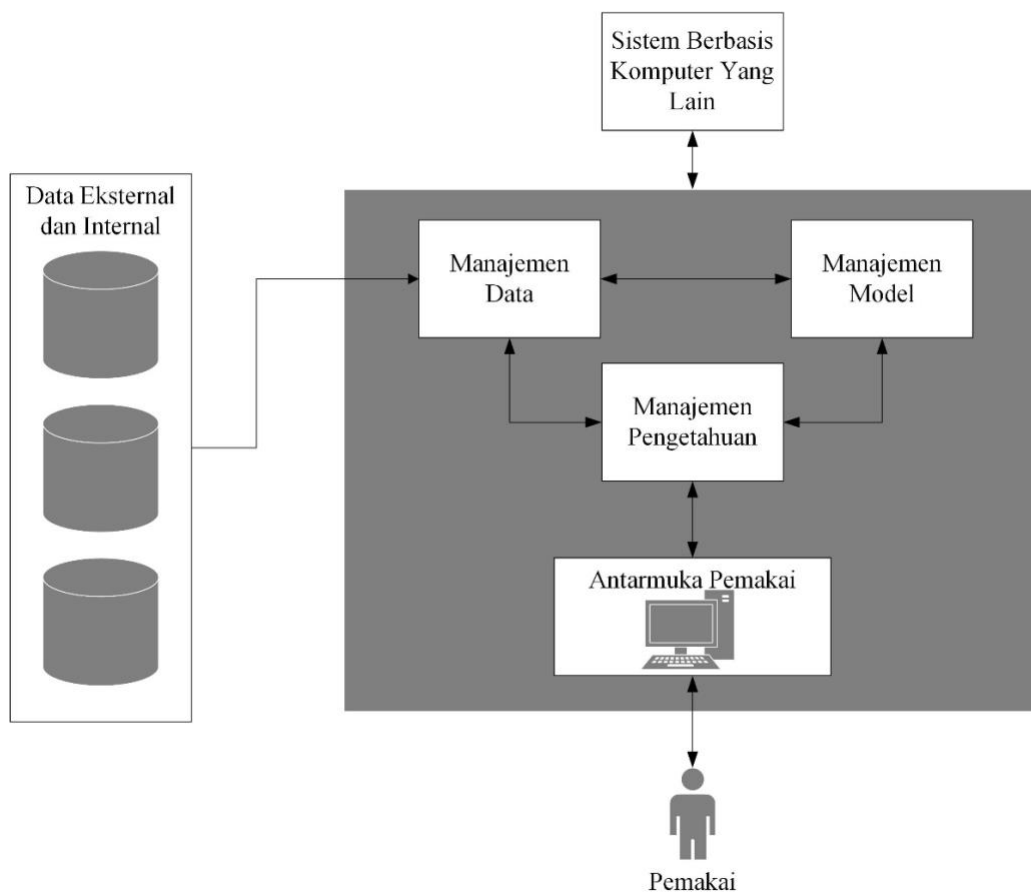 Sistem Berbasis
Komputer Yang
Lain
Data Eksternal
dan Internal
Manajemen
Data
Manajemen
Model
Manajemen
Pengetahuan
Antarmuka Pemakai
Pemakai